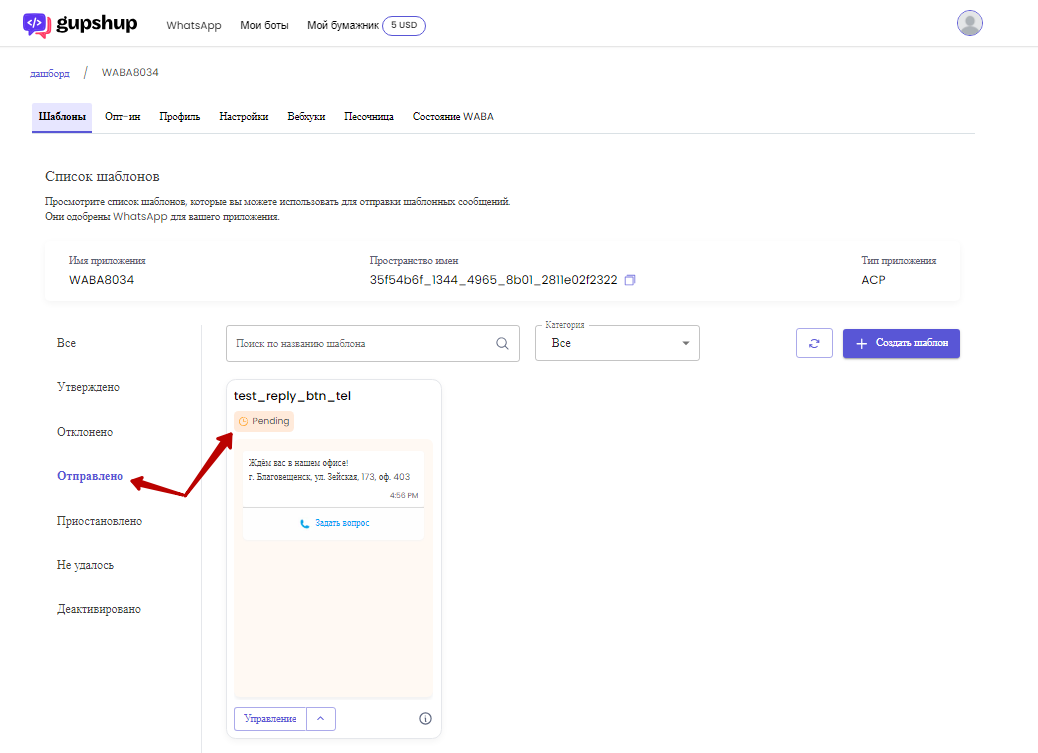 gupshup WhatsApp Мои боты Мой бумажник 5 USD
дашборд / WABA8034
Шаблоны Опт-ин Профиль Настройки Вебхуки Песочница Состояние WABA
Список шаблонов
Просмотрите список шаблонов, которые вы можете использовать для отправки шаблонных сообщений.
Они одобрены WhatsApp для вашего приложения.
Имя приложения Пространство имен Тип приложения
WABA8034 35f54b6f_1344_4965_8b01_2811e02f2322 ACP
Категория
Все Поиск по названию шаблона Все Создать шаблон
Утверждено
test_reply_btn_tel
Pending
Отклонено
Ждём вас в нашем офисе!
Отправлено г. Благовещенск, ул. Зейская, 173, оф. 403
4:56 PM
Приостановлено Задать вопрос
Не удалось
Деактивировано
Управление